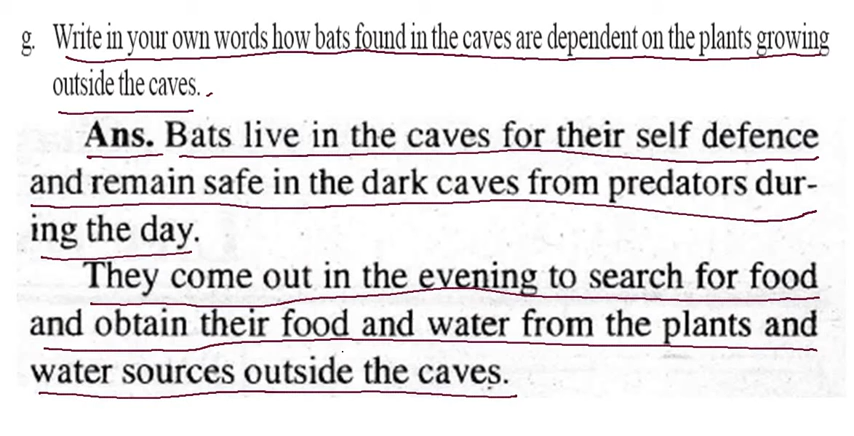 g. Write in your own words how bats found in the caves are dependent on the plants growing
outside the caves.
Ans. Bats live in the caves for their self defence
and remain safe in the dark caves from predators dur-
ing the day.
They come out in the evening to search for food
and obtain their food and water from the plants and
water sources outside the caves.